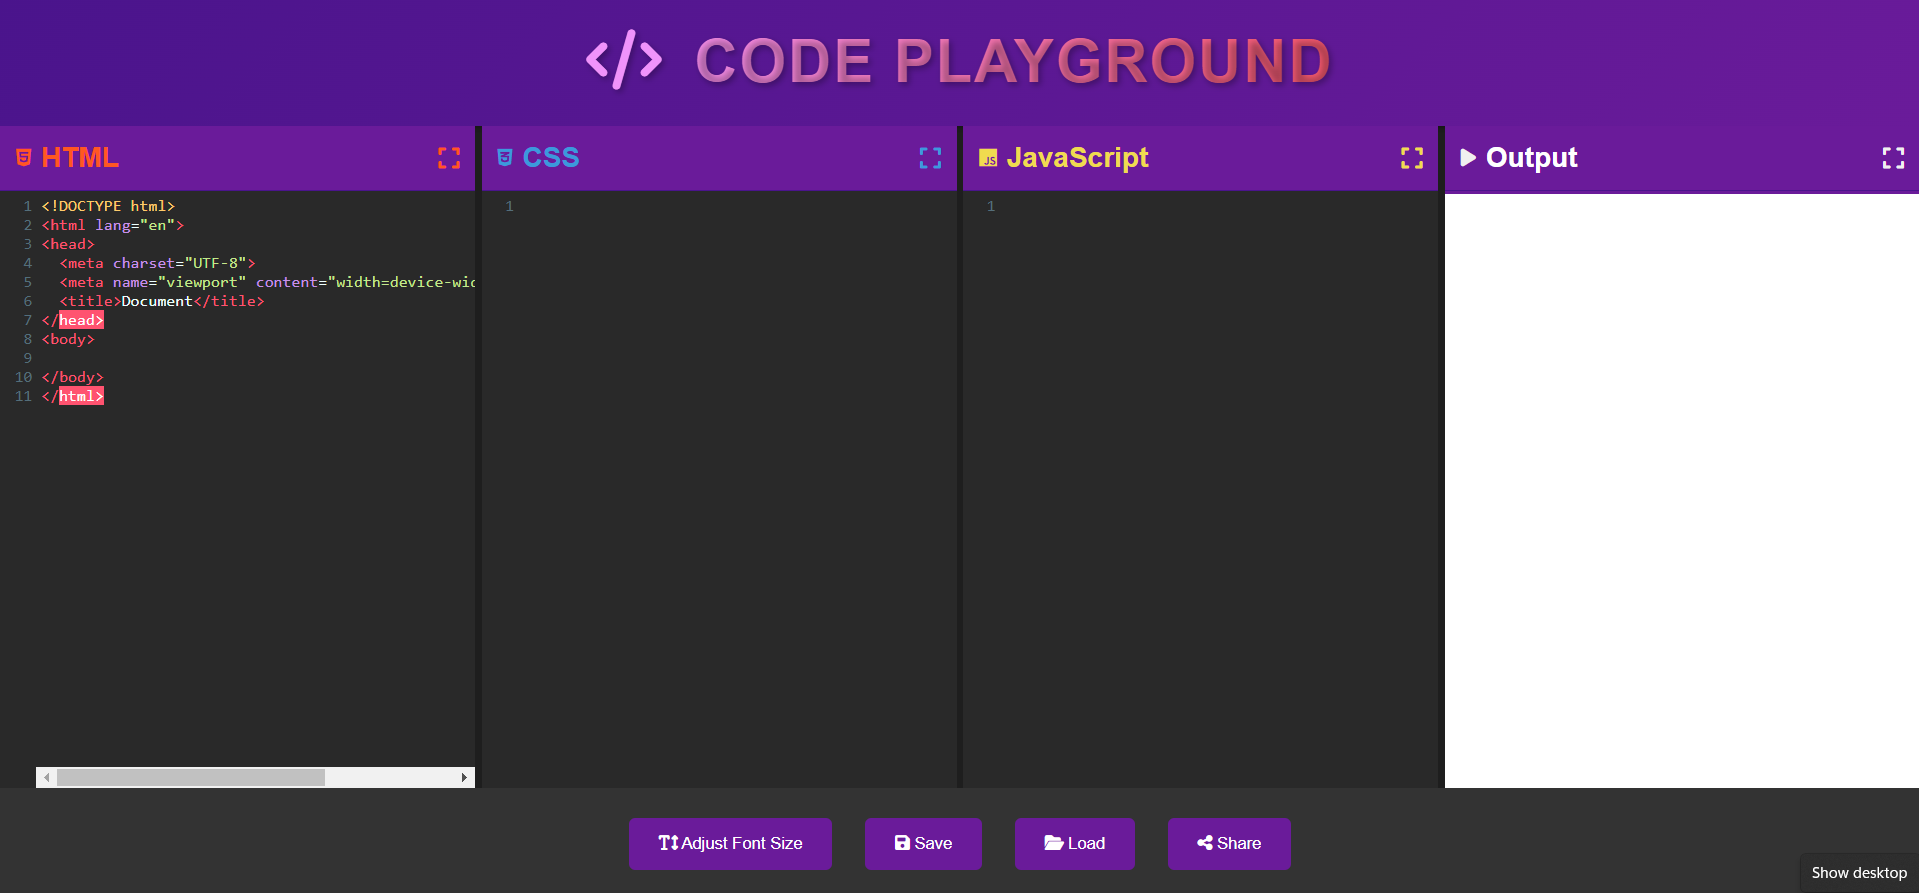 </> CODE PLAYGROUND
HTML
CSS
JS JavaScript
Output
1 <!DOCTYPE html>
2 <html lang="en">
3 <head>
4   <meta charset="UTF-8">
5   <meta name="viewport" content="width=device-wid
6   <title>Document</title>
7 </head>
8 <body>
9
10 </body>
11 </html>
1
1
Adjust Font Size
Save
Load
Share
Show desktop